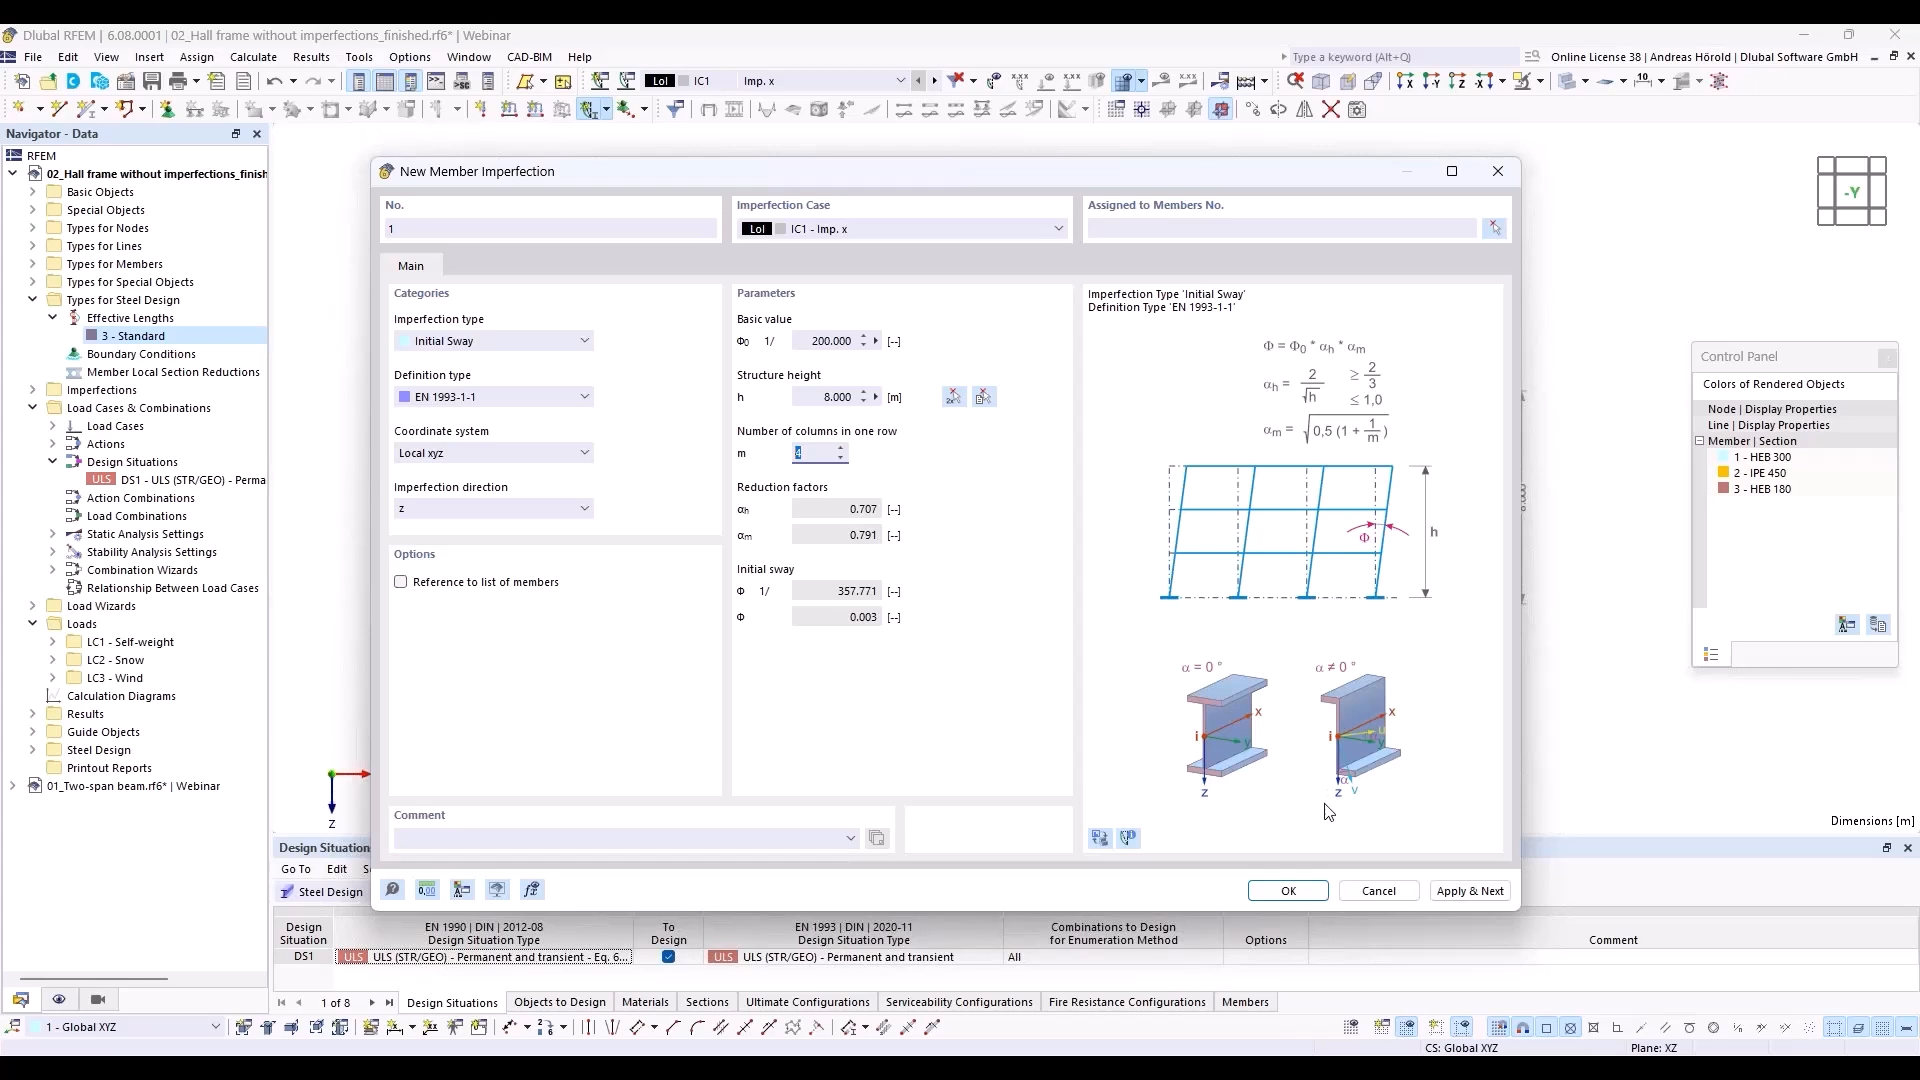 Dlubal RFEM | 6.08.0001 | 02_Hall frame without imperfections_finished.rf6* | Webinar
File Edit View Insert Assign Calculate Results Tools Options Window CAD-BIM Help
Type a keyword (Alt+Q)
Online License 38 | Andreas Hörold | Dlubal Software GmbH
LoI IC1 Imp. x
Navigator - Data
RFEM
02_Hall frame without imperfections_finish
Basic Objects
Special Objects
Types for Nodes
Types for Lines
Types for Members
Types for Special Objects
Types for Steel Design
Effective Lengths
3 - Standard
Boundary Conditions
Member Local Section Reductions
Imperfections
Load Cases & Combinations
Load Cases
Actions
Design Situations
ULS DS1 - ULS (STR/GEO) - Perma
Action Combinations
Load Combinations
Static Analysis Settings
Stability Analysis Settings
Combination Wizards
Relationship Between Load Cases
Load Wizards
Loads
LC1 - Self-weight
LC2 - Snow
LC3 - Wind
Calculation Diagrams
Results
Guide Objects
Steel Design
Printout Reports
01_Two-span beam.rf6* | Webinar
New Member Imperfection
No.
1
Imperfection Case
LoI IC1 - Imp. x
Assigned to Members No.
Main
Categories
Imperfection type
Initial Sway
Definition type
EN 1993-1-1
Coordinate system
Local xyz
Imperfection direction
z
Options
Reference to list of members
Parameters
Basic value
Φ0 1/ 200.000 [--]
Structure height
h 8.000 [m]
Number of columns in one row
m 4
Reduction factors
αh 0.707 [--]
αm 0.791 [--]
Initial sway
Φ 1/ 357.771 [--]
Φ 0.003 [--]
Imperfection Type 'Initial Sway'
Definition Type 'EN 1993-1-1'
Φ = Φ0 * αh * αm
αh = 2/√h ≥ 2/3 ≤ 1,0
αm = √0,5 (1 + 1/m)
Φ
h
α = 0 ° α ≠ 0 °
i x y z
i x u y z α v
Comment
OK Cancel Apply & Next
-Y
Control Panel
Colors of Rendered Objects
Node | Display Properties
Line | Display Properties
Member | Section
1 - HEB 300
2 - IPE 450
3 - HEB 180
Z
Dimensions [m]
Design Situation
Go To Edit S
Steel Design
Design Situation
EN 1990 | DIN | 2012-08
Design Situation Type
To Design
EN 1993 | DIN | 2020-11
Design Situation Type
Combinations to Design
for Enumeration Method
Options
Comment
DS1 ULS ULS (STR/GEO) - Permanent and transient - Eq. 6... ULS ULS (STR/GEO) - Permanent and transient All
1 of 8 Design Situations Objects to Design Materials Sections Ultimate Configurations Serviceability Configurations Fire Resistance Configurations Members
1 - Global XYZ
CS: Global XYZ Plane: XZ